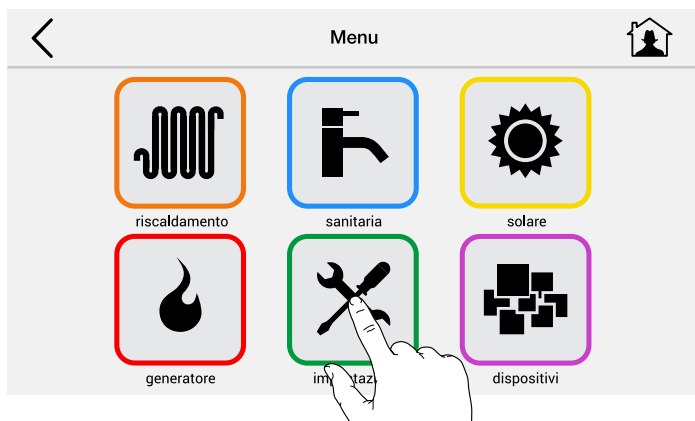 Menu
riscaldamento sanitaria solare
generatore dispositivi